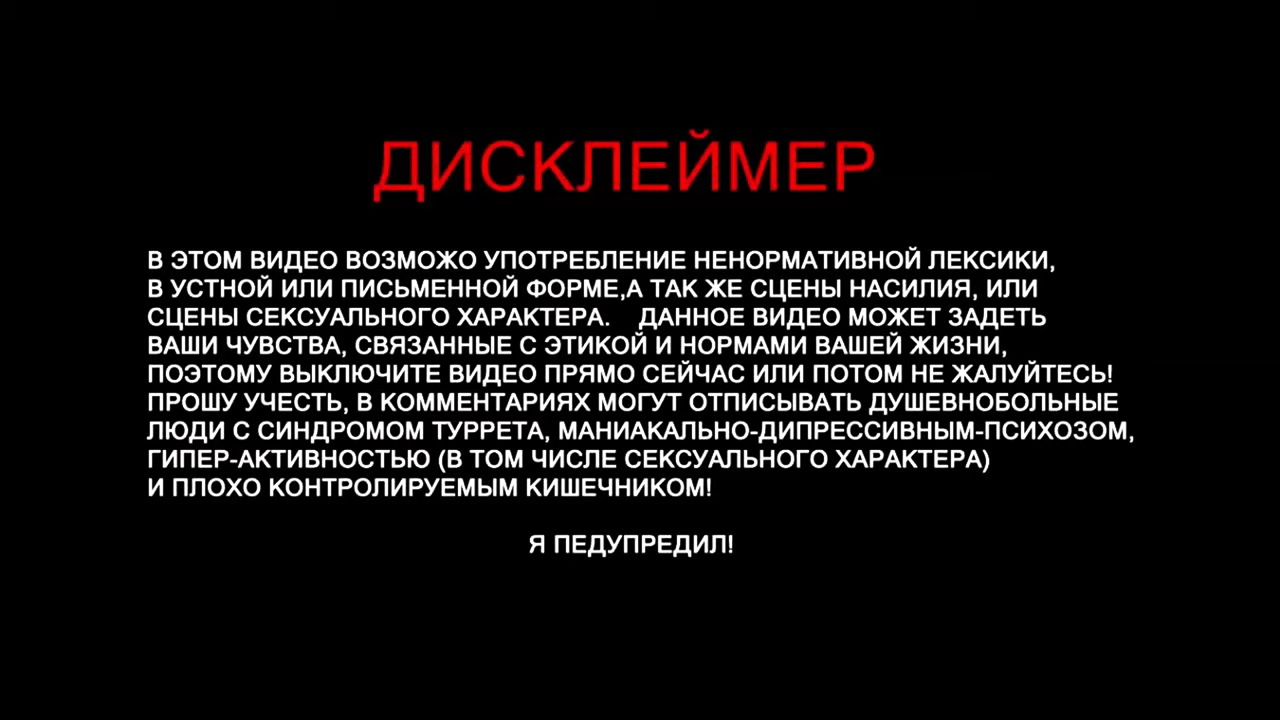 ДИСКЛЕЙМЕР
В ЭТОМ ВИДЕО ВОЗМОЖО УПОТРЕБЛЕНИЕ НЕНОРМАТИВНОЙ ЛЕКСИКИ,
В УСТНОЙ ИЛИ ПИСЬМЕННОЙ ФОРМЕ,А ТАК ЖЕ СЦЕНЫ НАСИЛИЯ, ИЛИ
СЦЕНЫ СЕКСУАЛЬНОГО ХАРАКТЕРА. ДАННОЕ ВИДЕО МОЖЕТ ЗАДЕТЬ
ВАШИ ЧУВСТВА, СВЯЗАННЫЕ С ЭТИКОЙ И НОРМАМИ ВАШЕЙ ЖИЗНИ,
ПОЭТОМУ ВЫКЛЮЧИТЕ ВИДЕО ПРЯМО СЕЙЧАС ИЛИ ПОТОМ НЕ ЖАЛУЙТЕСЬ!
ПРОШУ УЧЕСТЬ, В КОММЕНТАРИЯХ МОГУТ ОТПИСЫВАТЬ ДУШЕВНОБОЛЬНЫЕ
ЛЮДИ С СИНДРОМОМ ТУРРЕТА, МАНИАКАЛЬНО-ДИПРЕССИВНЫМ-ПСИХОЗОМ,
ГИПЕР-АКТИВНОСТЬЮ (В ТОМ ЧИСЛЕ СЕКСУАЛЬНОГО ХАРАКТЕРА)
И ПЛОХО КОНТРОЛИРУЕМЫМ КИШЕЧНИКОМ!
Я ПЕДУПРЕДИЛ!